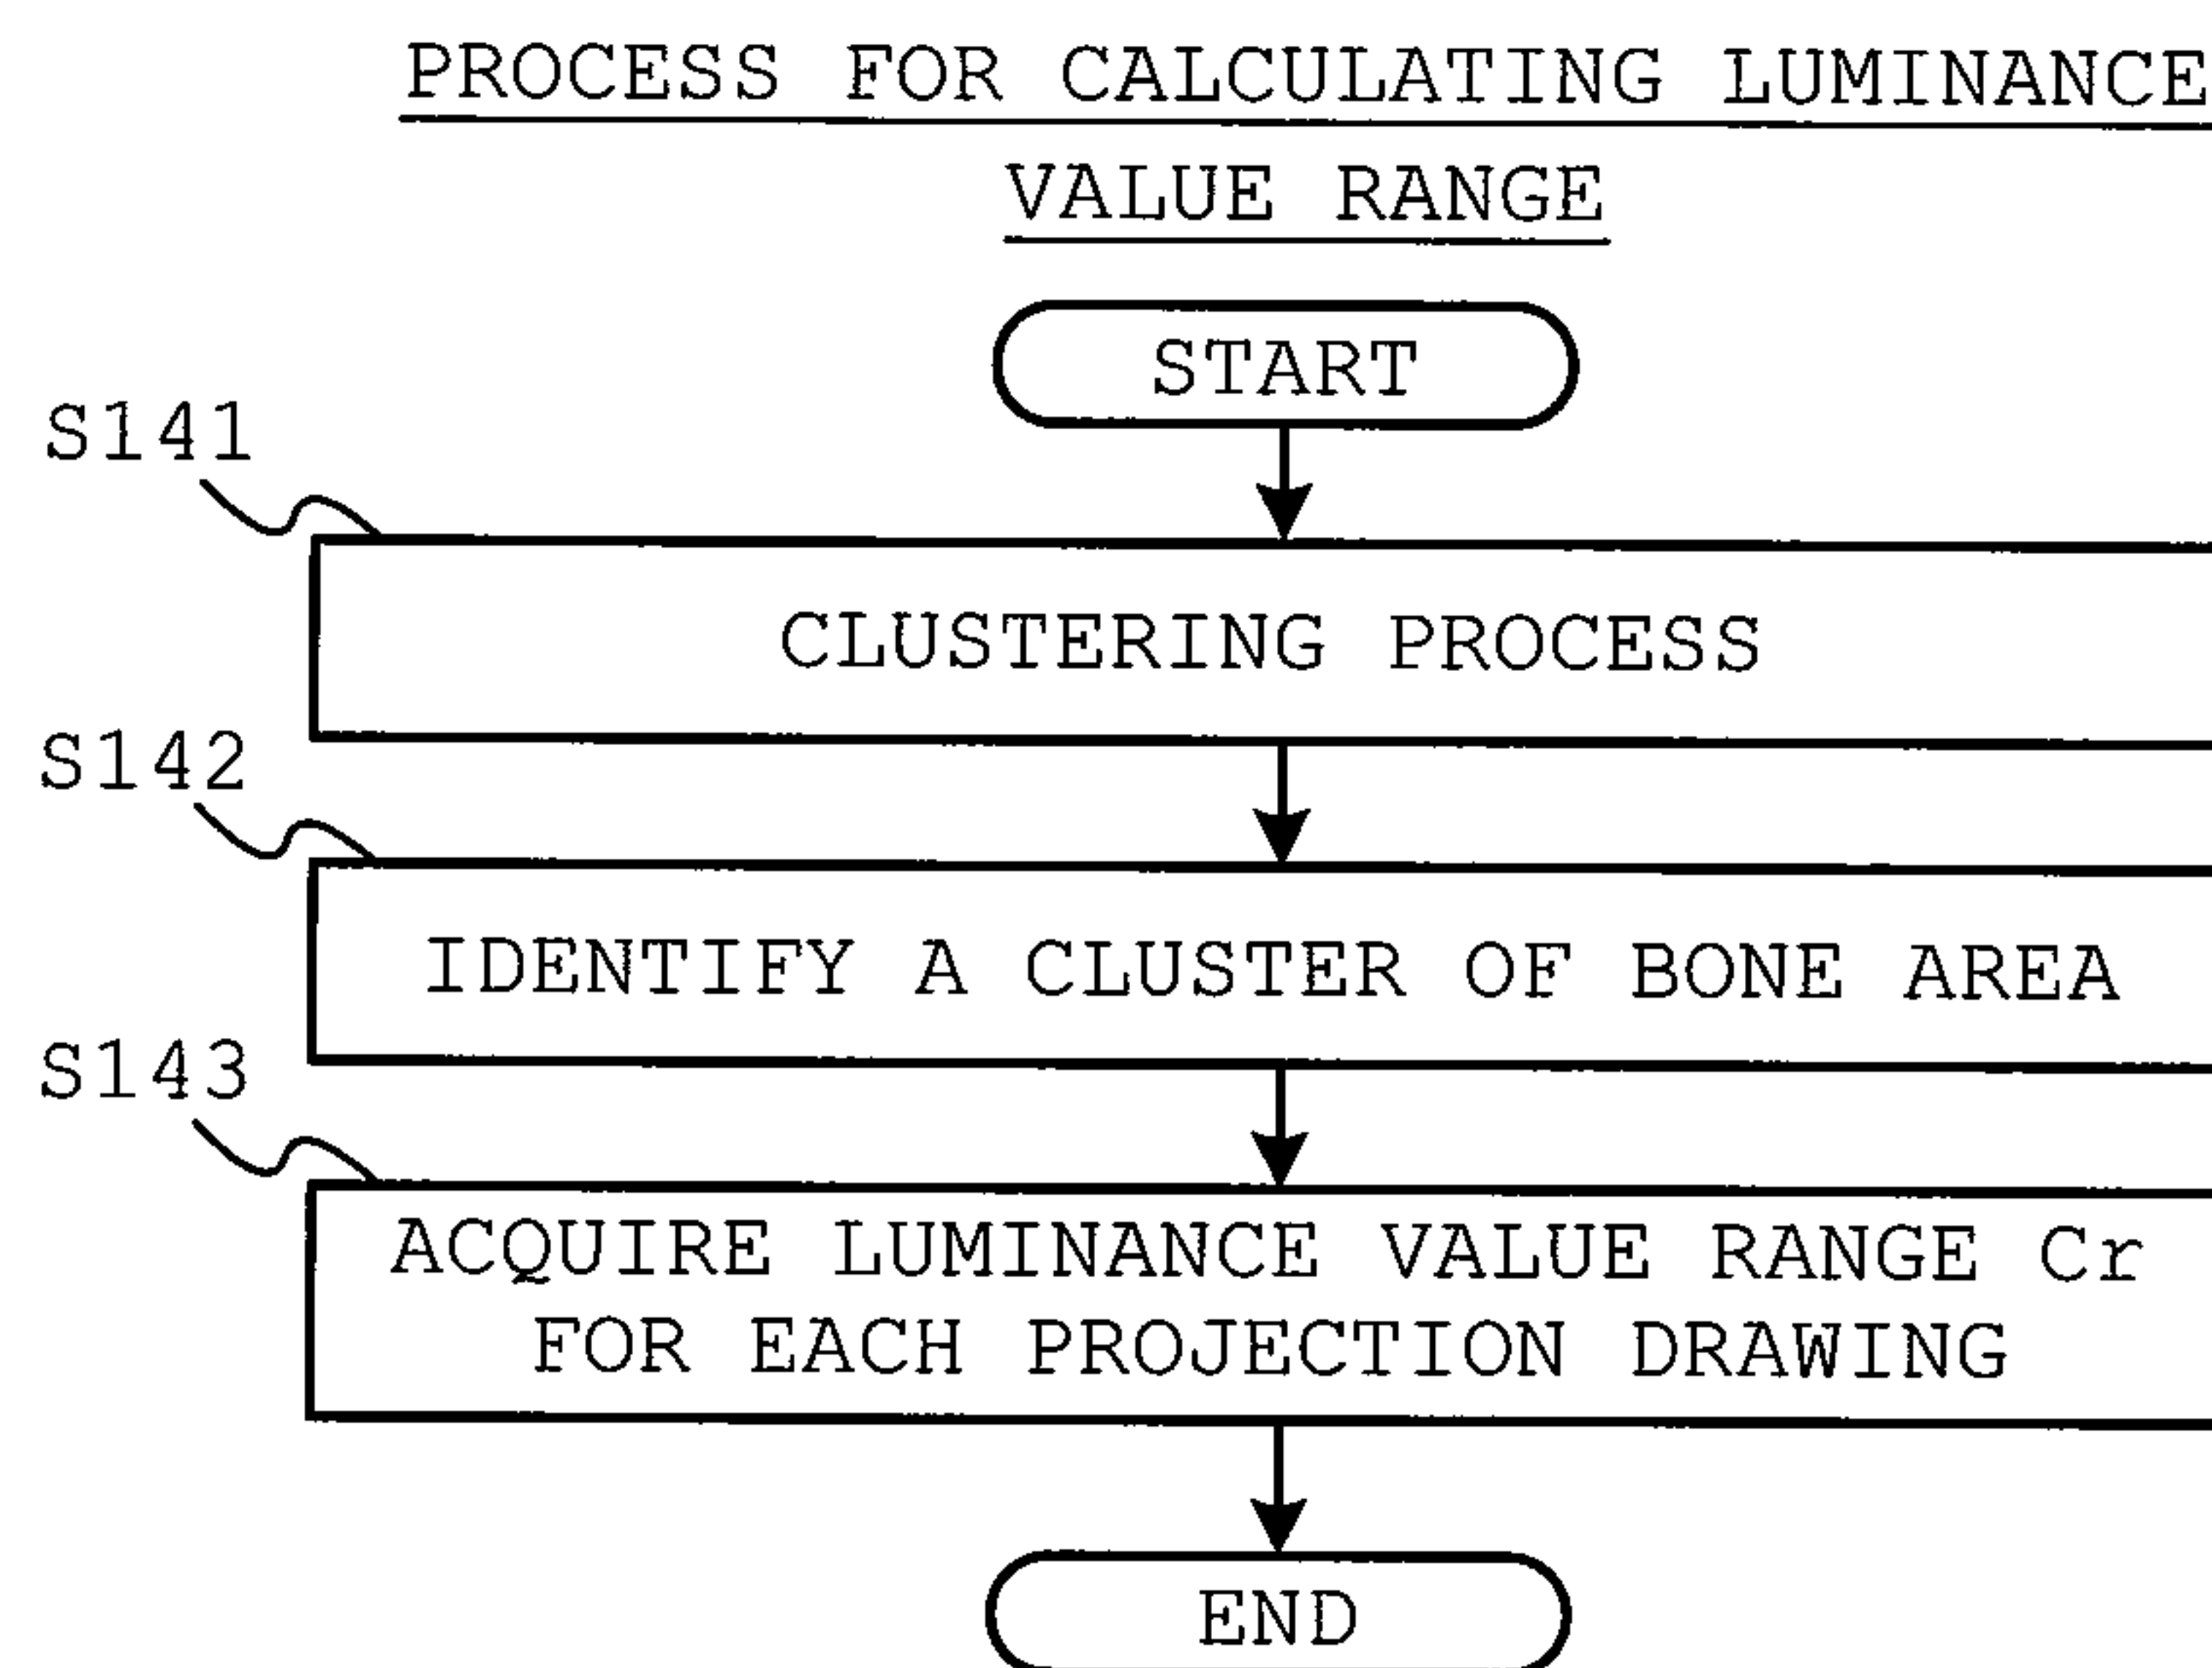 PROCESS FOR CALCULATING LUMINANCE
VALUE RANGE
START
S141
CLUSTERING PROCESS
S142
IDENTIFY A CLUSTER OF BONE AREA
S143
ACQUIRE LUMINANCE VALUE RANGE Cr
FOR EACH PROJECTION DRAWING
END